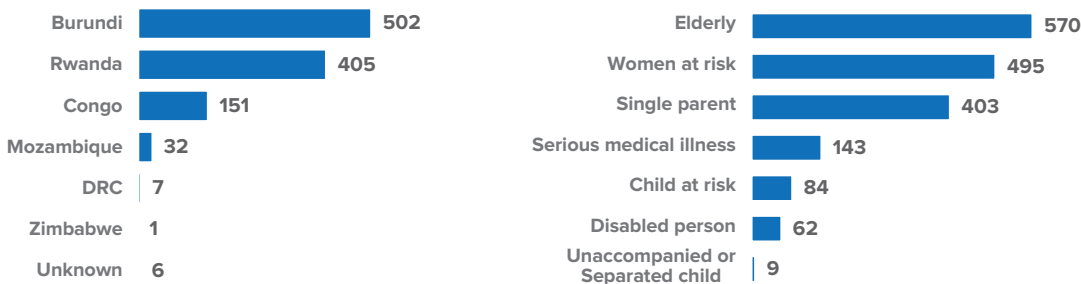 Burundi 502
Rwanda 405
Congo 151
Mozambique 32
DRC 7
Zimbabwe 1
Unknown 6
Elderly 570
Women at risk 495
Single parent 403
Serious medical illness 143
Child at risk 84
Disabled person 62
Unaccompanied or
Separated child 9